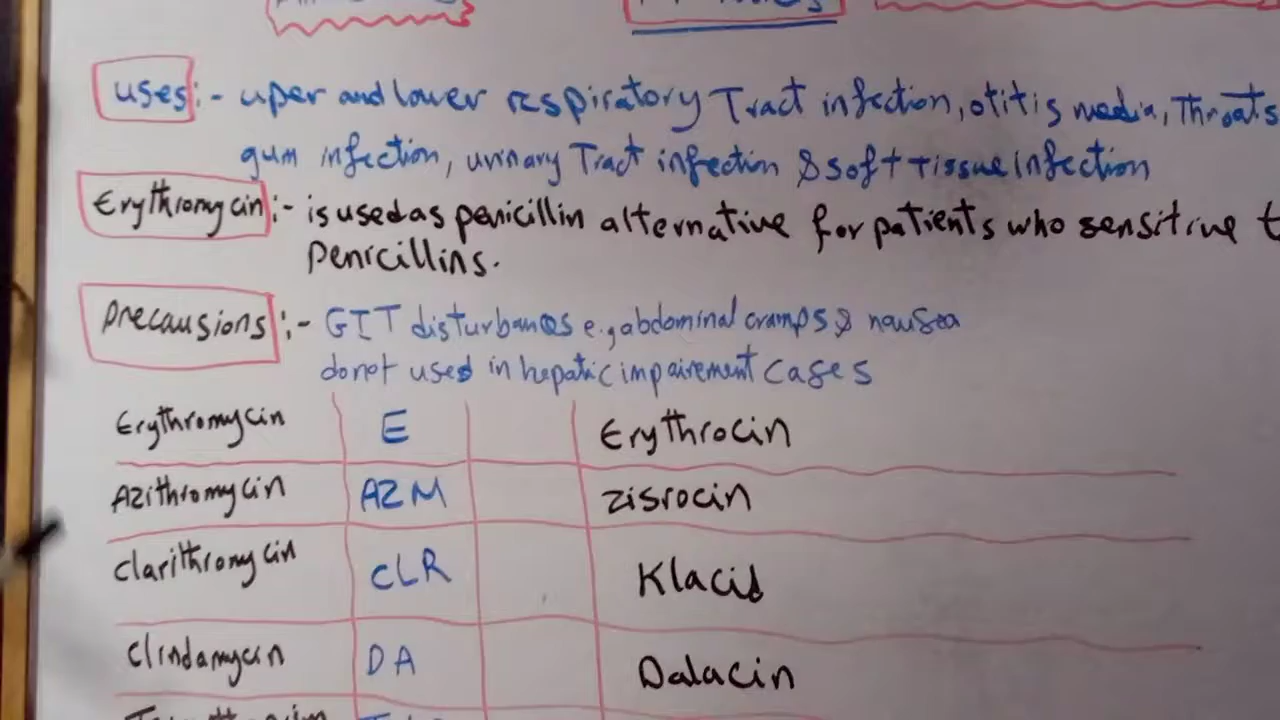 uses:- uper and lower respiratory Tract infection, otitis media, Throats
gum infection, urinary Tract infection & soft tissue infection
Erythromycin:- is used as penicillin alternative for patients who sensitive t
penicillins.
precausions:- GIT disturbances e.g abdominal cramps & nausea
do not used in hepatic impairement cases
Erythromycin E Erythrocin
Azithromycin AZM zisrocin
Clarithromycin CLR Klacid
Clindamycin DA Dalacin